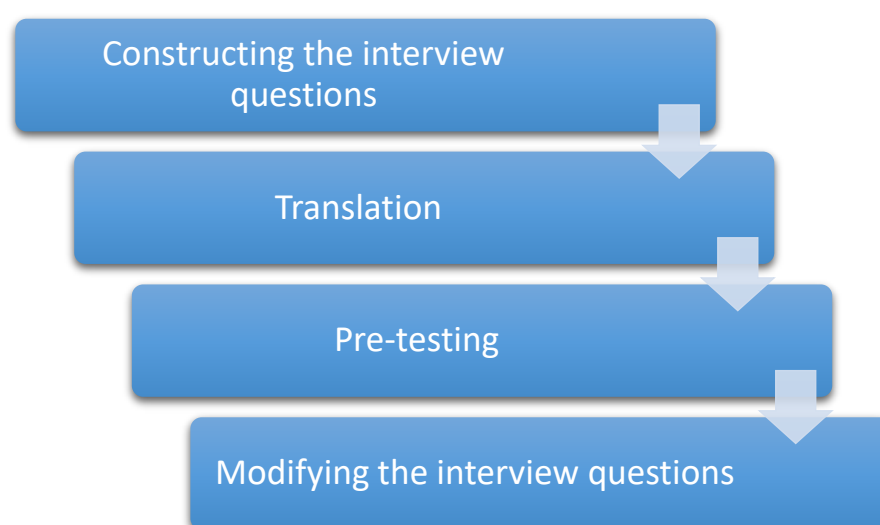 Constructing the interview
questions
Translation
Pre-testing
Modifying the interview questions